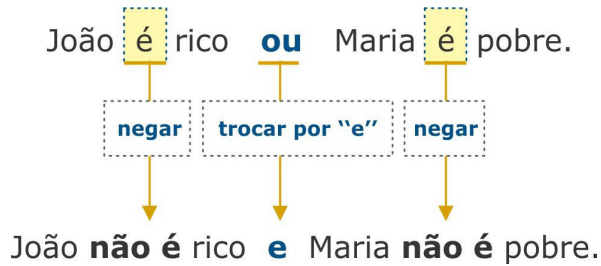 João é rico ou Maria é pobre.
negar trocar por ‘‘e’’ negar
João não é rico e Maria não é pobre.